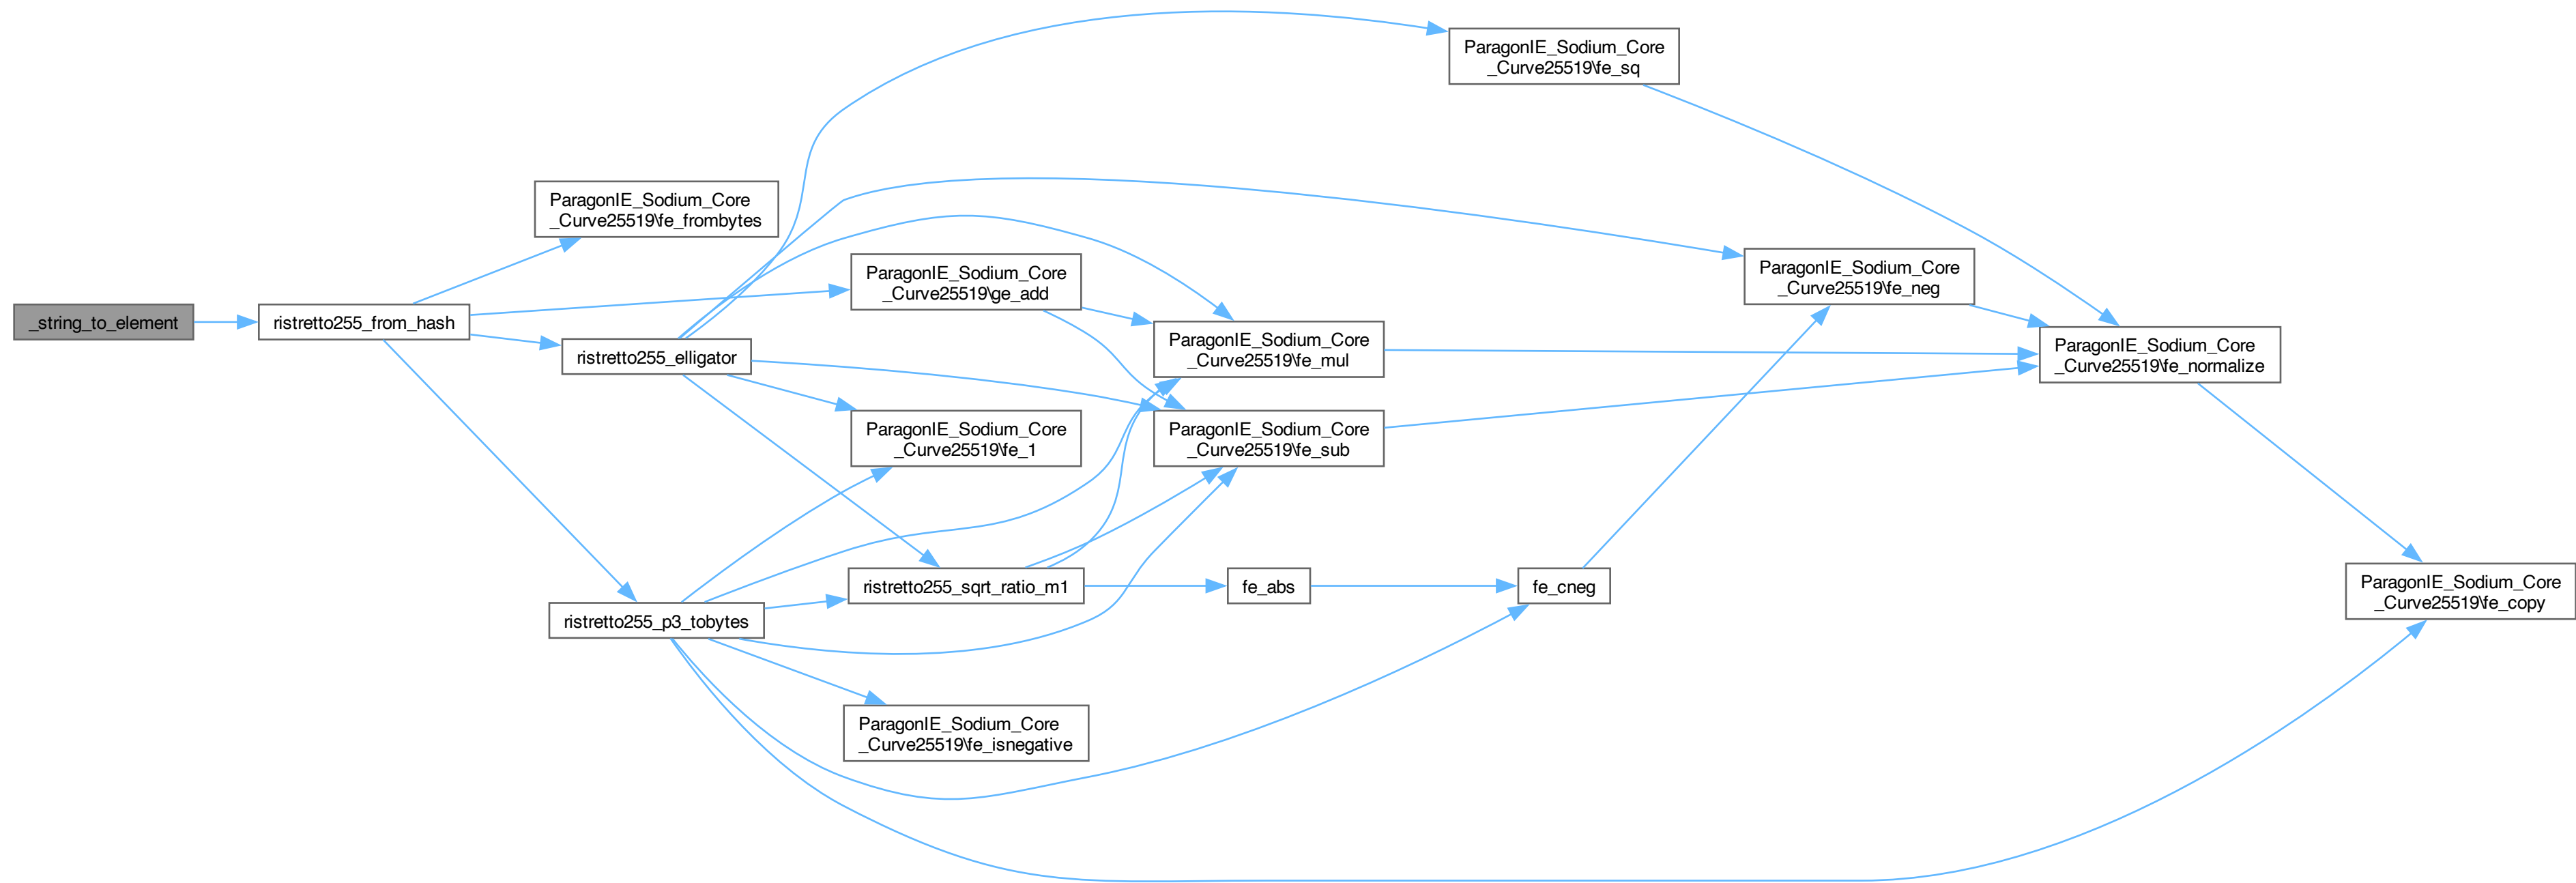 _string_to_element
ristretto255_from_hash
ParagonIE_Sodium_Core
_Curve25519\fe_frombytes
ristretto255_elligator
ristretto255_p3_tobytes
ParagonIE_Sodium_Core
_Curve25519\ge_add
ParagonIE_Sodium_Core
_Curve25519\fe_1
ristretto255_sqrt_ratio_m1
ParagonIE_Sodium_Core
_Curve25519\fe_isnegative
ParagonIE_Sodium_Core
_Curve25519\fe_mul
ParagonIE_Sodium_Core
_Curve25519\fe_sub
fe_abs
ParagonIE_Sodium_Core
_Curve25519\fe_sq
fe_cneg
ParagonIE_Sodium_Core
_Curve25519\fe_neg
ParagonIE_Sodium_Core
_Curve25519\fe_normalize
ParagonIE_Sodium_Core
_Curve25519\fe_copy